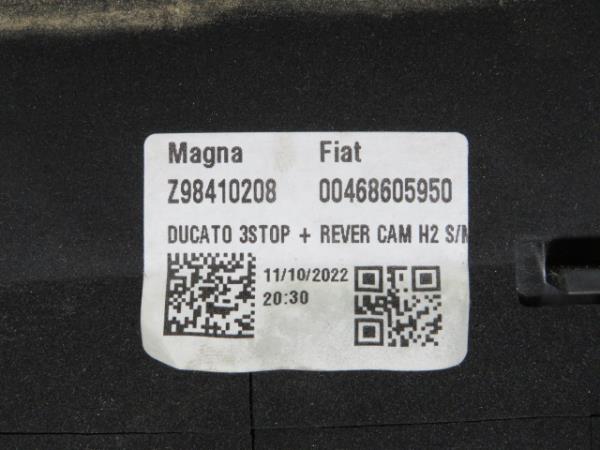 Magna Fiat
Z98410208 00468605950
DUCATO 3STOP + REVER CAM H2 S/M
11/10/2022
20:30